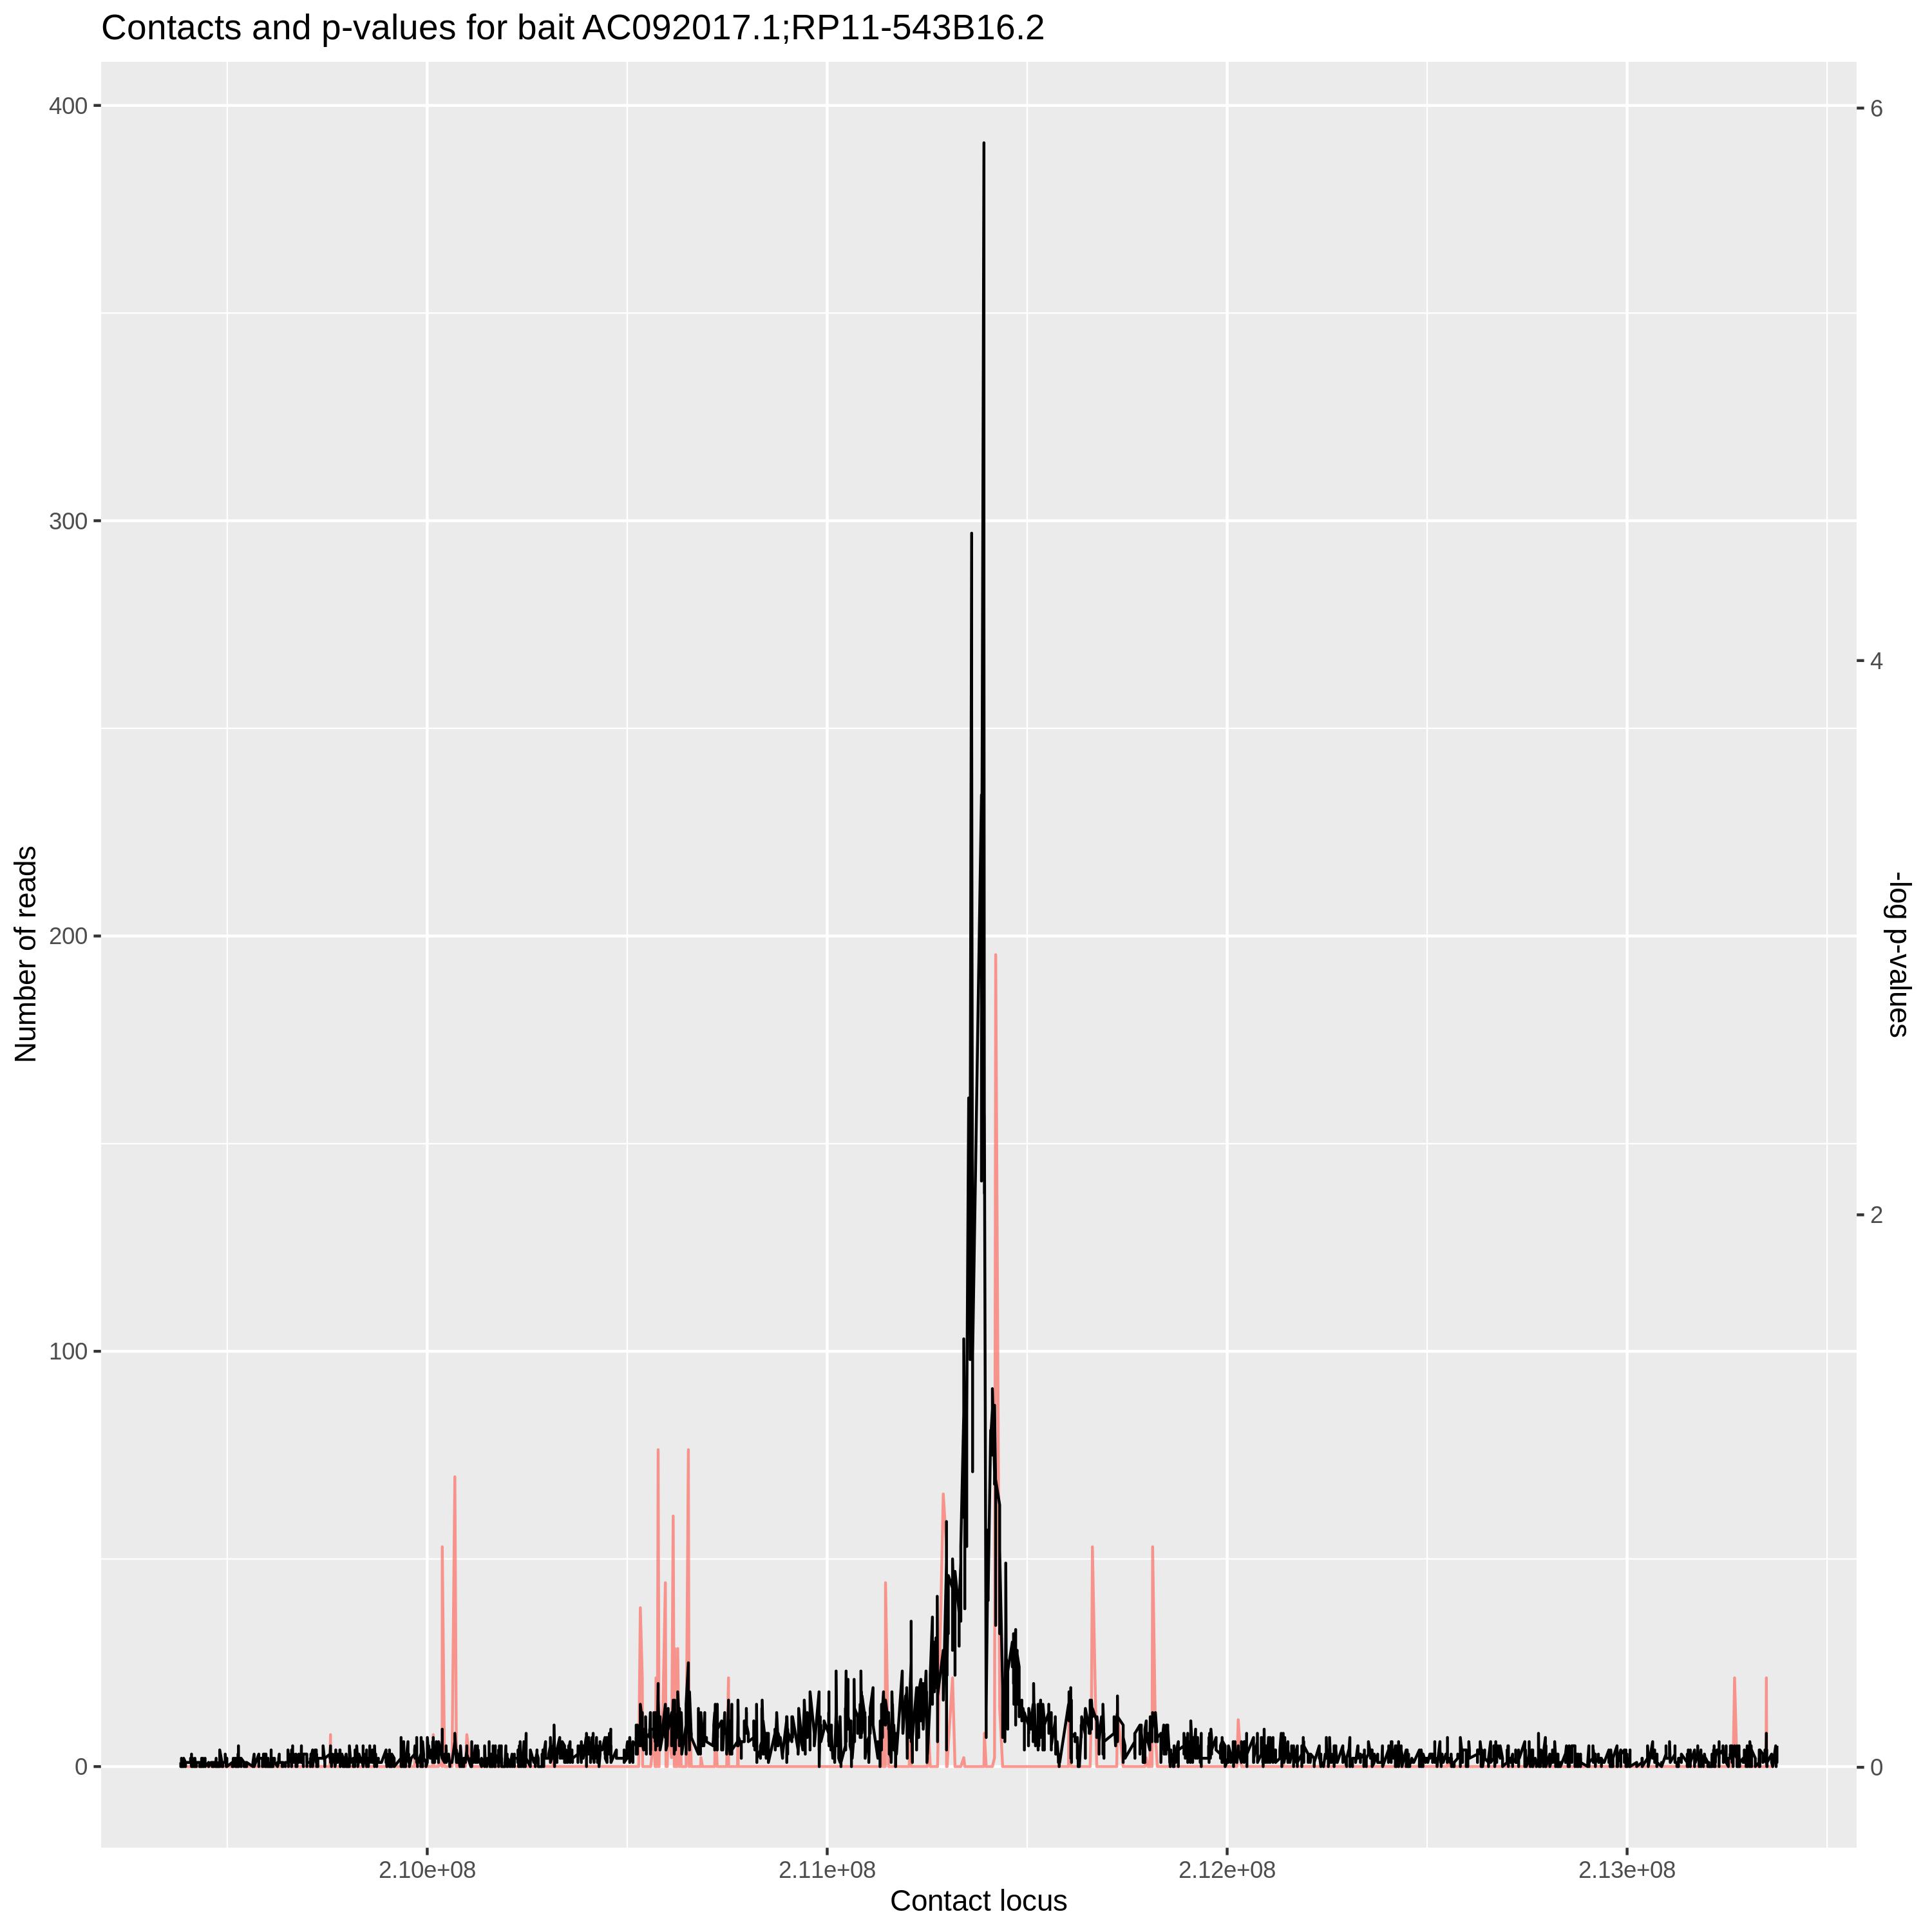 Contacts and p-values for bait AC092017.1;RP11-543B16.2
400
300
200
100
0
6
4
2
0
Number of reads
-log p-values
2.10e+08
2.11e+08
2.12e+08
2.13e+08
Contact locus